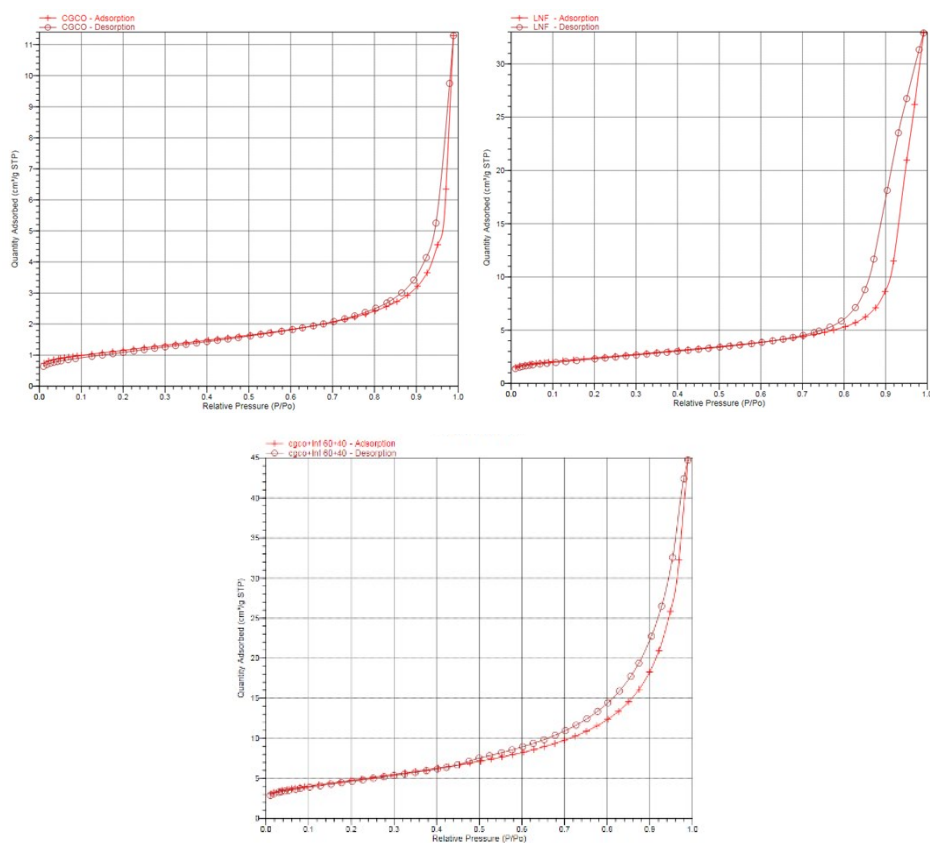 CGCO - Adsorption
CGCO - Desorption
11
10
9
8
7
6
5
4
3
2
1
0
Quantity Adsorbed (cm³/g STP)
0.0 0.1 0.2 0.3 0.4 0.5 0.6 0.7 0.8 0.9 1.0
Relative Pressure (P/Po)
LNF - Adsorption
LNF - Desorption
30
25
20
15
10
5
0
Quantity Adsorbed (cm³/g STP)
0.0 0.1 0.2 0.3 0.4 0.5 0.6 0.7 0.8 0.9 1.0
Relative Pressure (P/Po)
cgco+lnf 60+40 - Adsorption
cgco+lnf 60+40 - Desorption
45
40
35
30
25
20
15
10
5
0
Quantity Adsorbed (cm³/g STP)
0.0 0.1 0.2 0.3 0.4 0.5 0.6 0.7 0.8 0.9 1.0
Relative Pressure (P/Po)